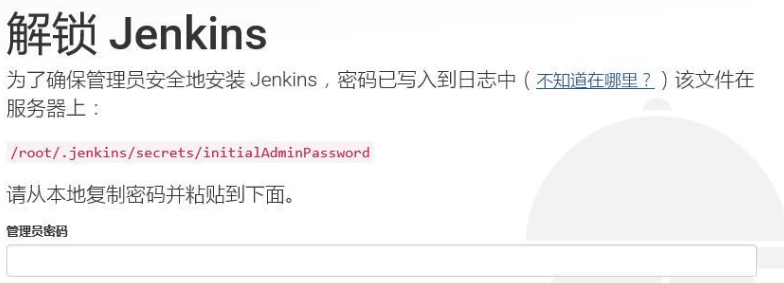 解锁 Jenkins
为了确保管理员安全地安装 Jenkins，密码已写入到日志中（不知道在哪里？）该文件在
服务器上：
/root/.jenkins/secrets/initialAdminPassword
请从本地复制密码并粘贴到下面。
管理员密码